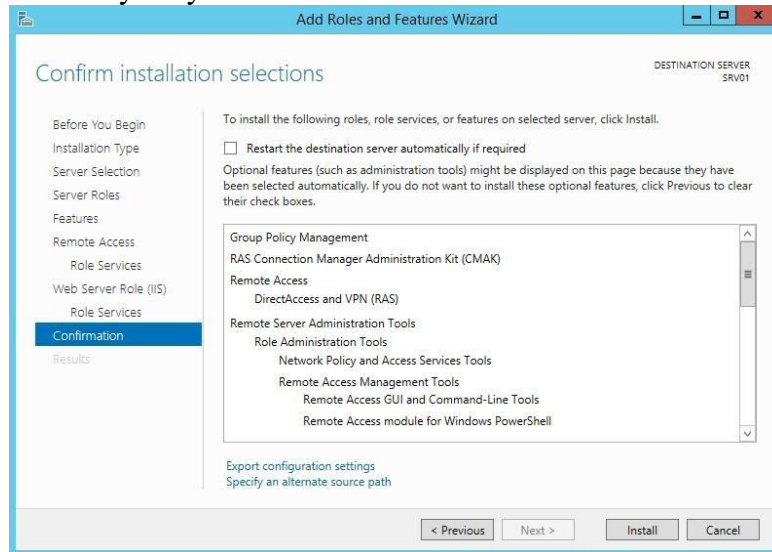 Add Roles and Features Wizard
Confirm installation selections
DESTINATION SERVER
SRV01
Before You Begin
Installation Type
Server Selection
Server Roles
Features
Remote Access
Role Services
Web Server Role (IIS)
Role Services
Confirmation
Results
To install the following roles, role services, or features on selected server, click Install.
Restart the destination server automatically if required
Optional features (such as administration tools) might be displayed on this page because they have
been selected automatically. If you do not want to install these optional features, click Previous to clear
their check boxes.
Group Policy Management
RAS Connection Manager Administration Kit (CMAK)
Remote Access
DirectAccess and VPN (RAS)
Remote Server Administration Tools
Role Administration Tools
Network Policy and Access Services Tools
Remote Access Management Tools
Remote Access GUI and Command-Line Tools
Remote Access module for Windows PowerShell
Export configuration settings
Specify an alternate source path
< Previous
Next >
Install
Cancel